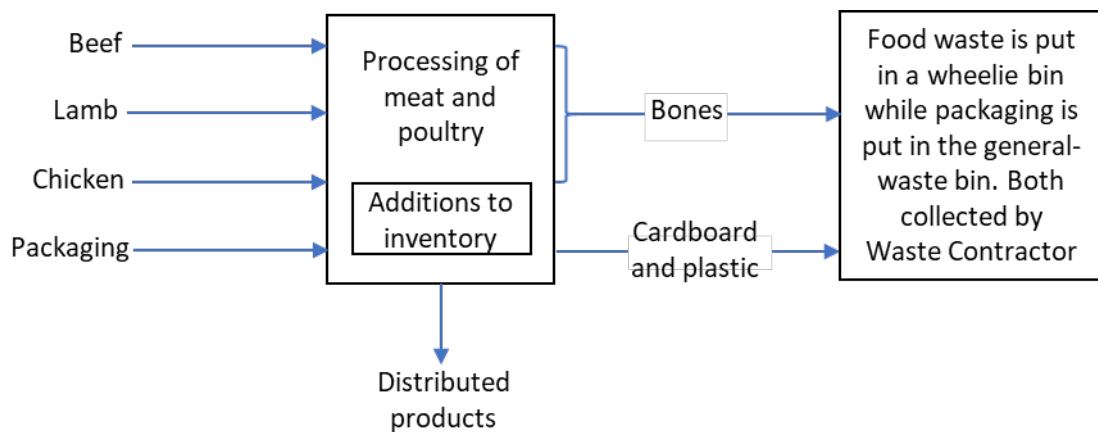 Beef
Lamb
Chicken
Packaging
Processing of
meat and
poultry
Additions to
inventory
Bones
Cardboard
and plastic
Food waste is put
in a wheelie bin
while packaging is
put in the general-
waste bin. Both
collected by
Waste Contractor
Distributed
products